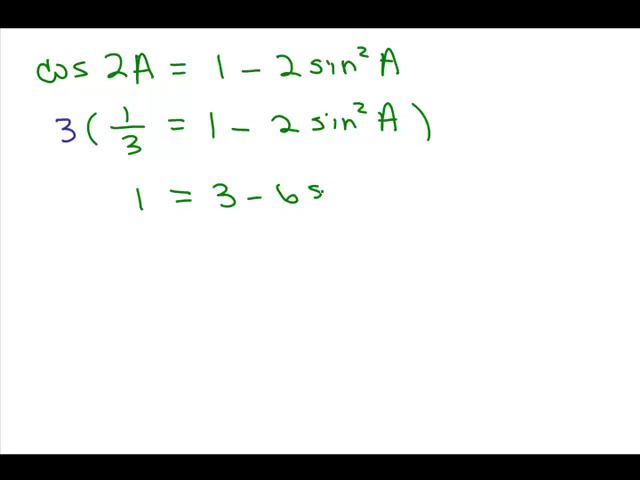 cos 2A = 1 - 2 sin² A
3 ( 1/3 = 1 - 2 sin² A )
1 = 3 - 6 s